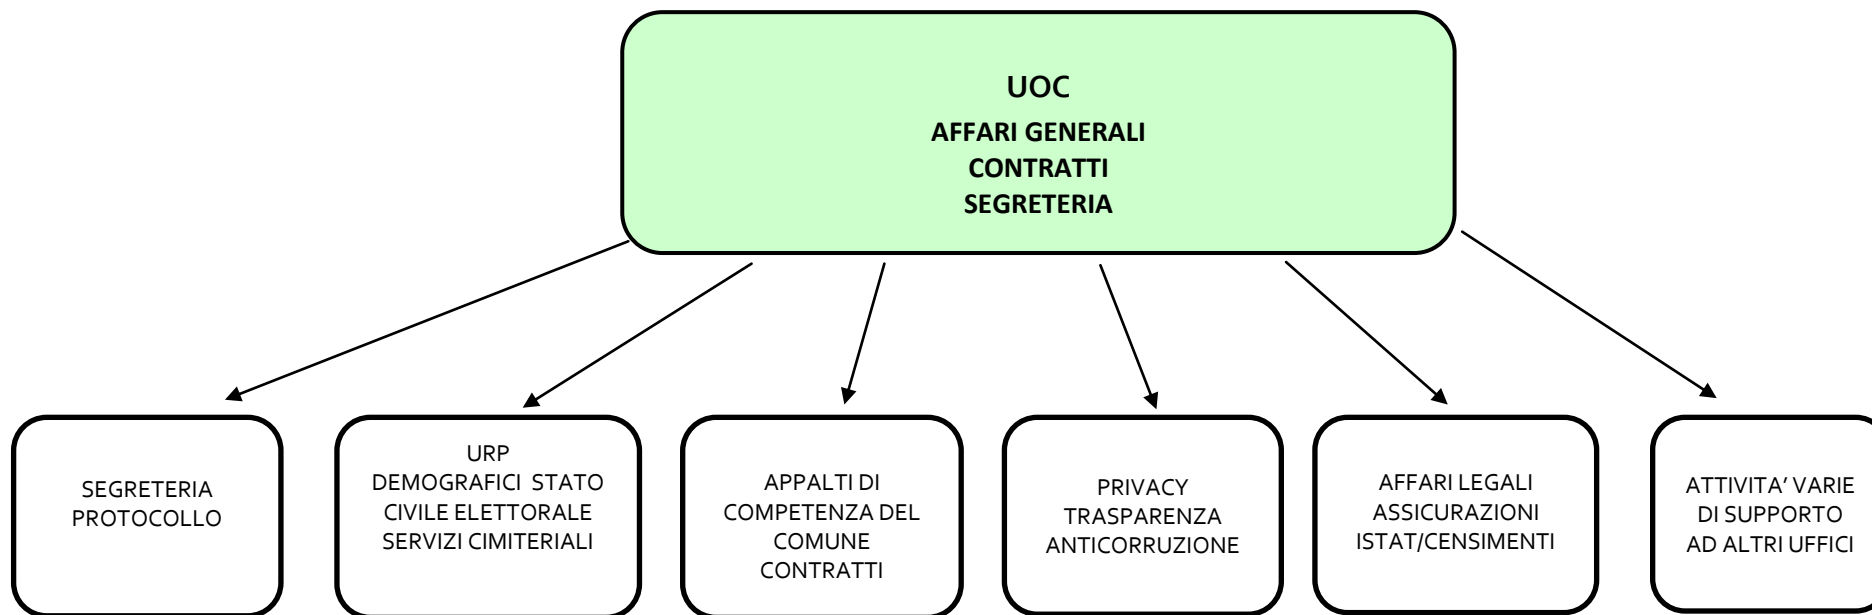 UOC
AFFARI GENERALI
CONTRATTI
SEGRETERIA
SEGRETERIA
PROTOCOLLO
URP
DEMOGRAFICI STATO
CIVILE ELETTORALE
SERVIZI CIMITERIALI
APPALTI DI
COMPETENZA DEL
COMUNE
CONTRATTI
PRIVACY
TRASPARENZA
ANTICORRUZIONE
AFFARI LEGALI
ASSICURAZIONI
ISTAT/CENSIMENTI
ATTIVITA’ VARIE
DI SUPPORTO
AD ALTRI UFFICI